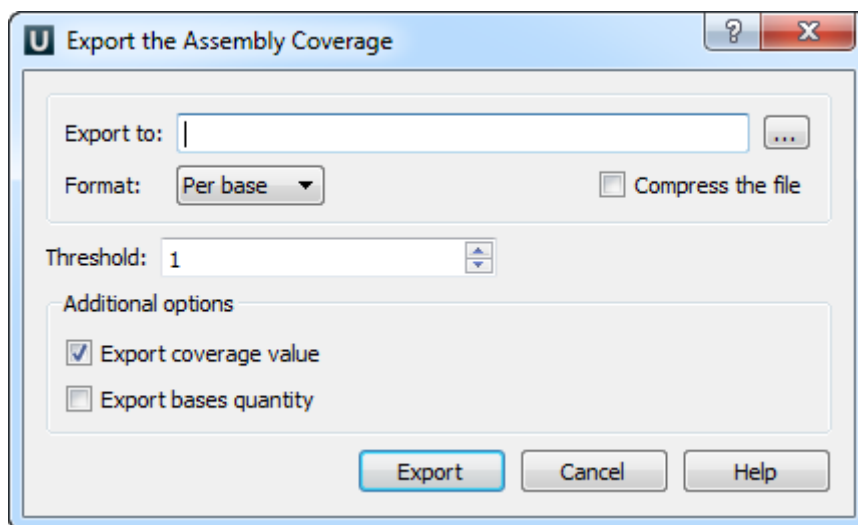 U Export the Assembly Coverage ?
Export to: ...
Format: Per base Compress the file
Threshold: 1
Additional options
Export coverage value
Export bases quantity
Export Cancel Help